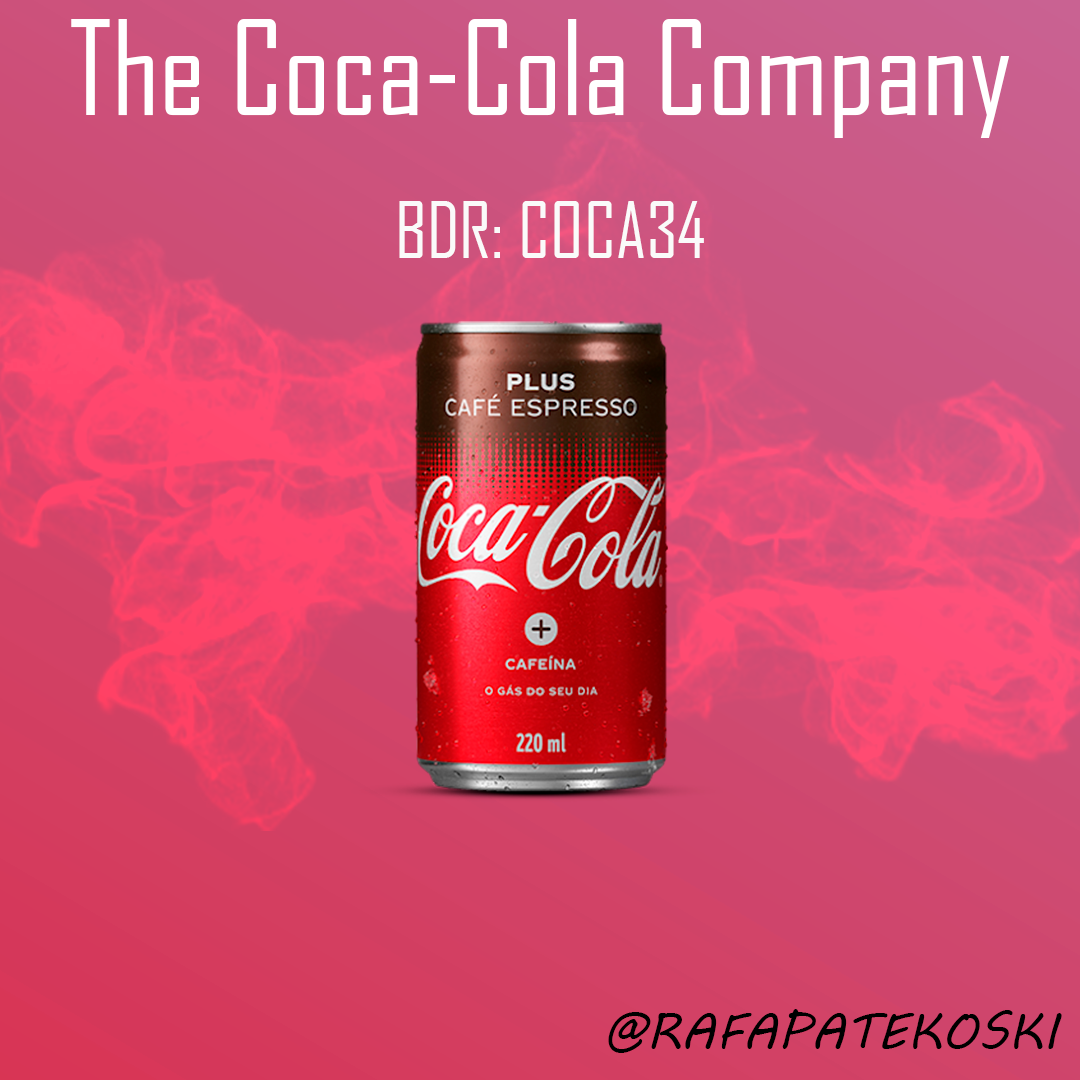 The Coca-Cola Company
BDR: COCA34
PLUS
CAFÉ ESPRESSO
Coca-Cola
+
CAFEÍNA
O GÁS DO SEU DIA
220 ml
@RAFAPATEKOSKI